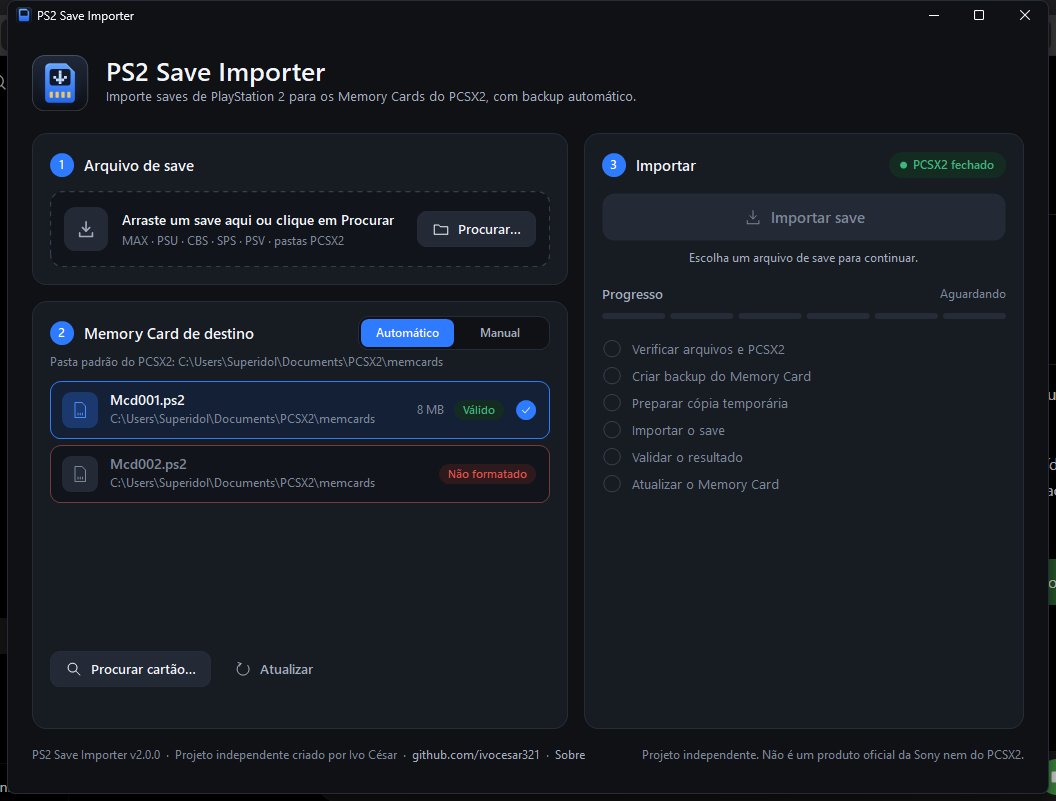 PS2 Save Importer
PS2 Save Importer
Importe saves de PlayStation 2 para os Memory Cards do PCSX2, com backup automático.
1 Arquivo de save
Arraste um save aqui ou clique em Procurar
MAX · PSU · CBS · SPS · PSV · pastas PCSX2
Procurar...
2 Memory Card de destino
Automático
Manual
Pasta padrão do PCSX2: C:\Users\Superidol\Documents\PCSX2\memcards
Mcd001.ps2
C:\Users\Superidol\Documents\PCSX2\memcards
8 MB
Válido
Mcd002.ps2
C:\Users\Superidol\Documents\PCSX2\memcards
Não formatado
Procurar cartão...
Atualizar
3 Importar
PCSX2 fechado
Importar save
Escolha um arquivo de save para continuar.
Progresso
Aguardando
Verificar arquivos e PCSX2
Criar backup do Memory Card
Preparar cópia temporária
Importar o save
Validar o resultado
Atualizar o Memory Card
PS2 Save Importer v2.0.0 · Projeto independente criado por Ivo César · github.com/ivocesar321 · Sobre
Projeto independente. Não é um produto oficial da Sony nem do PCSX2.